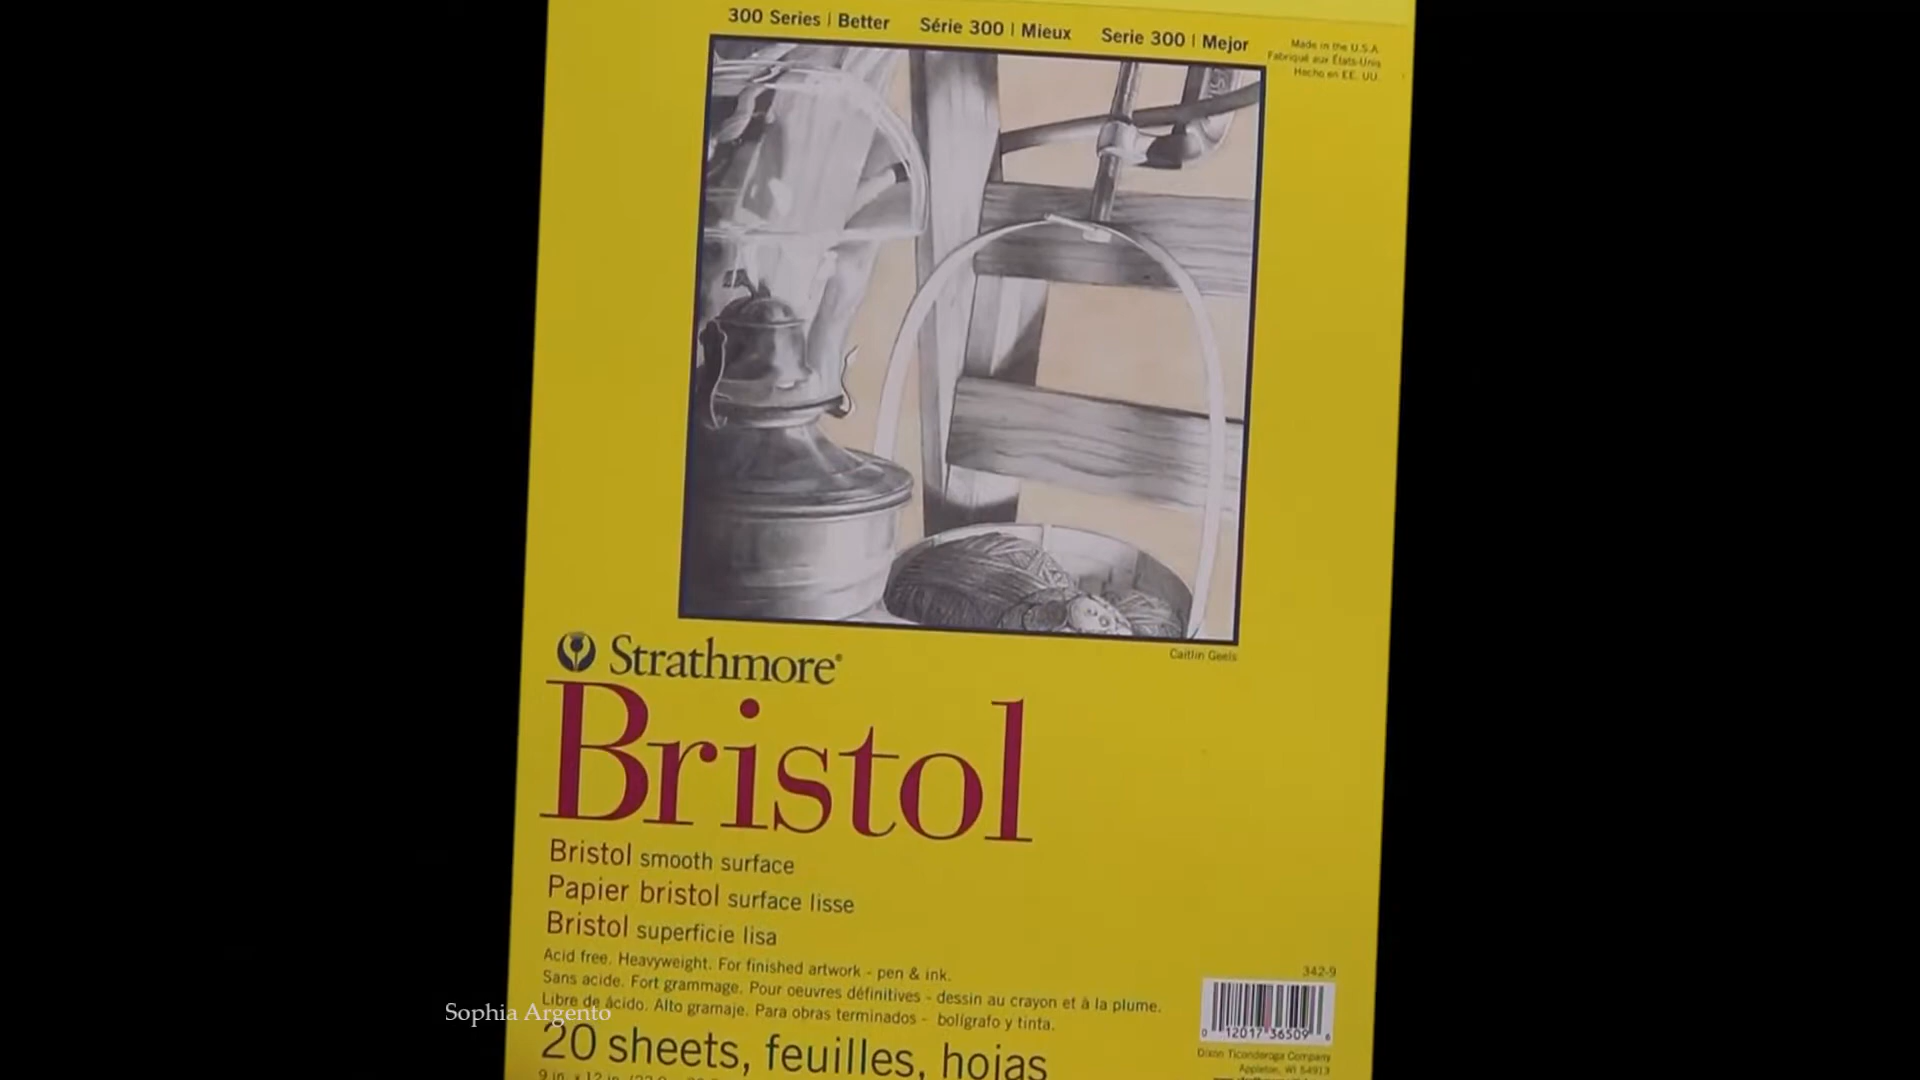 300 Series | Better Série 300 | Mieux Serie 300 | Mejor
Made in the U.S.A.
Fabriqué aux États-Unis
Hecho en EE. UU.
Caitlin Geels
Strathmore®
Bristol
Bristol smooth surface
Papier bristol surface lisse
Bristol superficie lisa
Acid free. Heavyweight. For finished artwork - pen & ink.
Sans acide. Fort grammage. Pour oeuvres définitives - dessin au crayon et à la plume.
Libre de ácido. Alto gramaje. Para obras terminados - bolígrafo y tinta.
Sophia Argento
20 sheets, feuilles, hojas
9 in. x 12 in.
342-9
0 12017 36509 6
Dixon Ticonderoga Company
Appleton, WI 54913